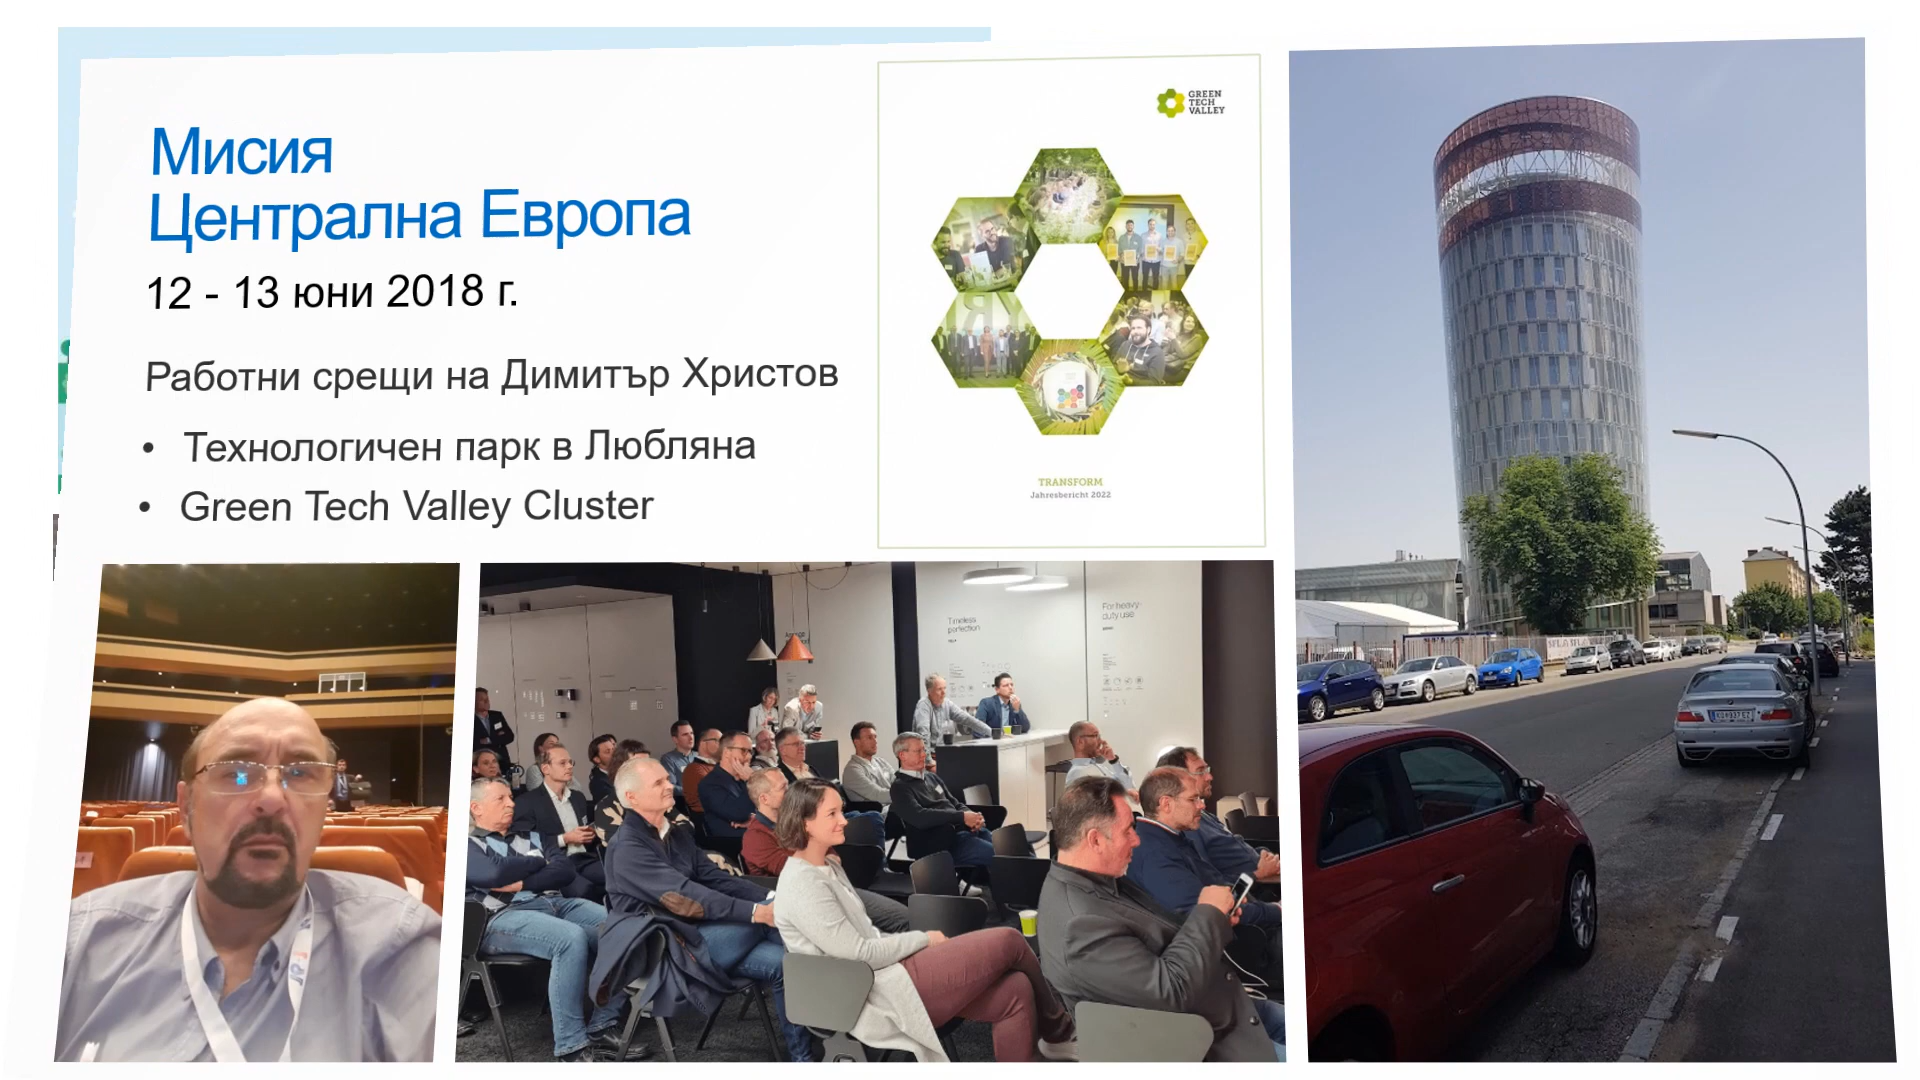 Мисия
Централна Европа
12 - 13 юни 2018 г.
Работни срещи на Димитър Христов
• Технологичен парк в Любляна
• Green Tech Valley Cluster
GREEN
TECH
VALLEY
TRANSFORM
Jahresbericht 2022
Timeless
perfection
For heavy-
duty use